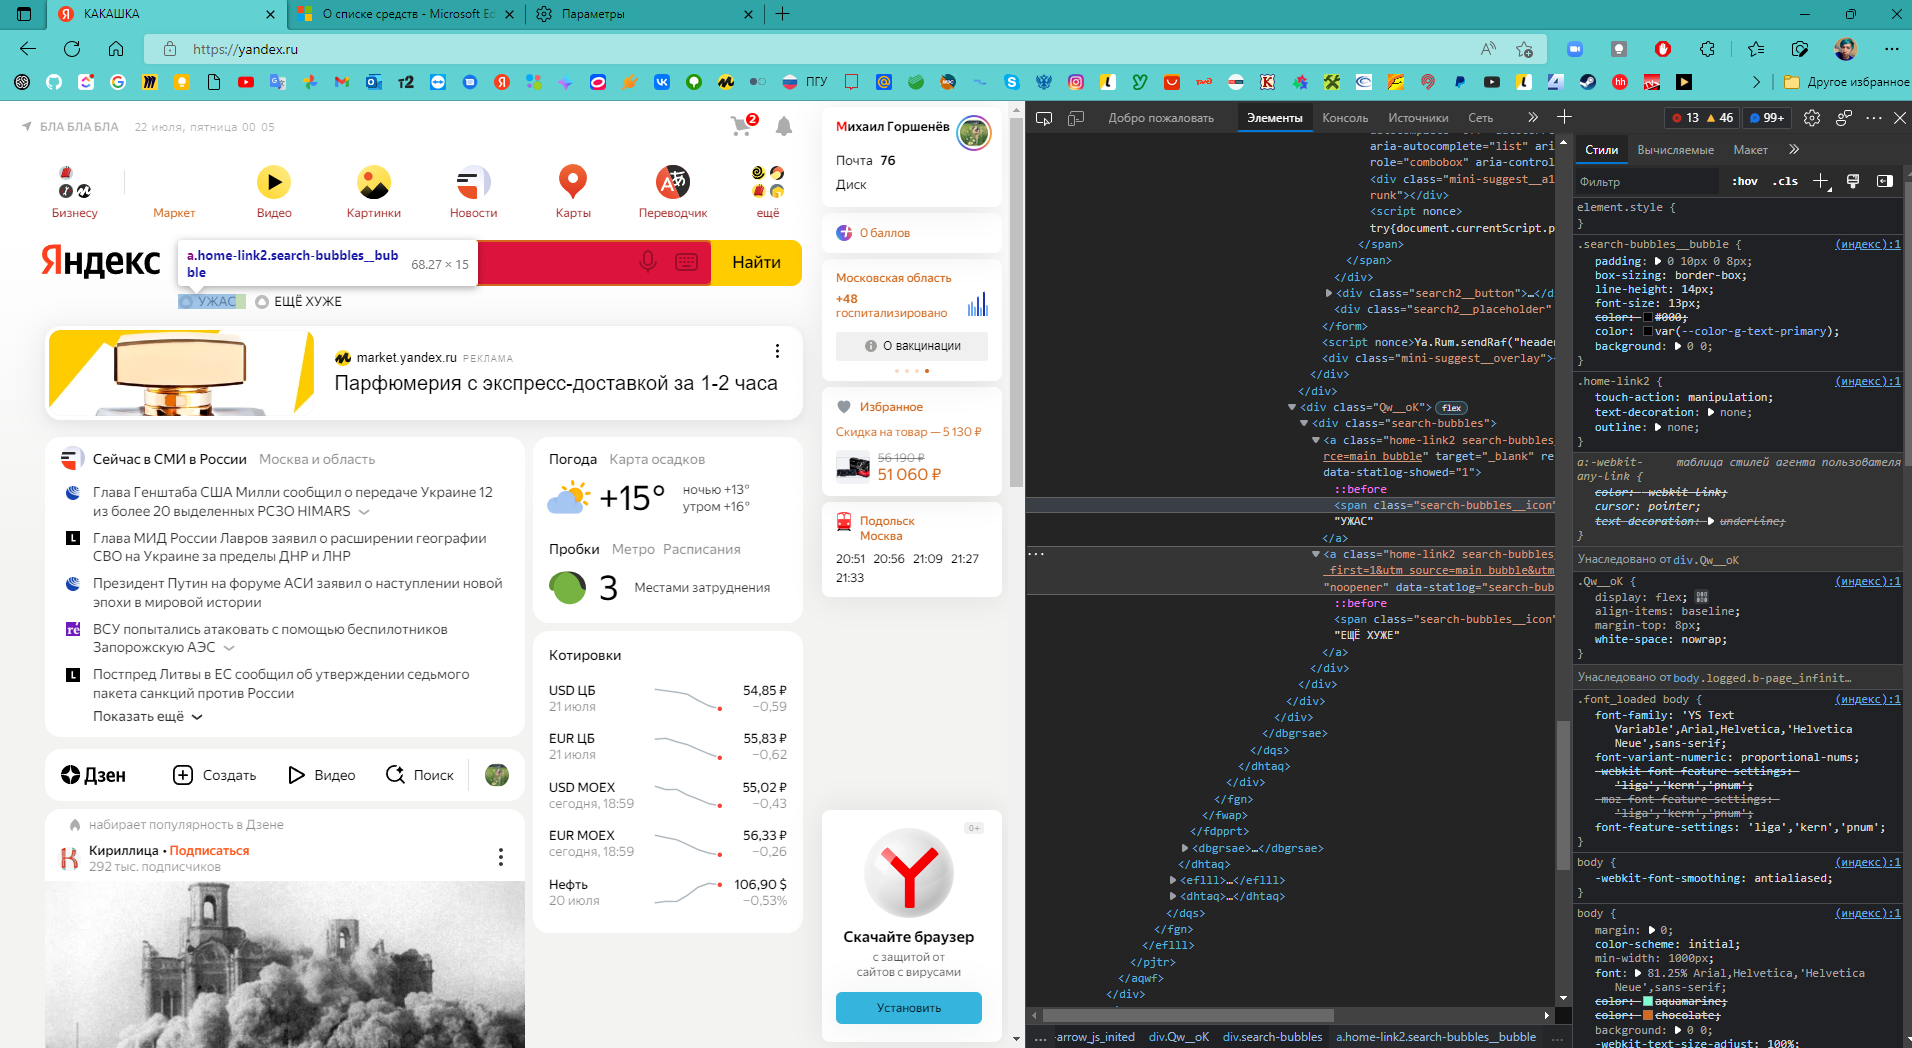 КАКАШКА
О списке средств - Microsoft Ed
Параметры
https://yandex.ru
т2
ПГУ
Другое избранное
БЛА БЛА БЛА 22 июля, пятница 00 05
2
Бизнесу
Маркет
Видео
Картинки
Новости
Карты
Переводчик
ещё
Яндекс
a.home-link2.search-bubbles__bub
ble
68.27 × 15
Найти
УЖАС
ЕЩЁ ХУЖЕ
market.yandex.ru РЕКЛАМА
Парфюмерия с экспресс-доставкой за 1-2 часа
Сейчас в СМИ в России Москва и область
Глава Генштаба США Милли сообщил о передаче Украине 12
из более 20 выделенных РСЗО HIMARS
Глава МИД России Лавров заявил о расширении географии
СВО на Украине за пределы ДНР и ЛНР
Президент Путин на форуме АСИ заявил о наступлении новой
эпохи в мировой истории
ВСУ попытались атаковать с помощью беспилотников
Запорожскую АЭС
Постпред Литвы в ЕС сообщил об утверждении седьмого
пакета санкций против России
Показать ещё
Дзен
Создать
Видео
Поиск
набирает популярность в Дзене
Кириллица • Подписаться
292 тыс. подписчиков
Погода Карта осадков
+15°
ночью +13°
утром +16°
Пробки Метро Расписания
3 Местами затруднения
Котировки
USD ЦБ 54,85 ₽
21 июля −0,59
EUR ЦБ 55,83 ₽
21 июля −0,62
USD MOEX 55,02 ₽
сегодня, 18:59 −0,43
EUR MOEX 56,33 ₽
сегодня, 18:59 −0,26
Нефть 106,90 $
20 июля −0,53%
Михаил Горшенёв
Почта 76
Диск
0 баллов
Московская область
+48
госпитализировано
О вакцинации
Избранное
Скидка на товар — 5 130 ₽
56 190 ₽
51 060 ₽
Подольск
Москва
20:51 20:56 21:09 21:27
21:33
0+
Скачайте браузер
с защитой от
сайтов с вирусами
Установить
Добро пожаловать
Элементы
Консоль
Источники
Сеть
13
46
99+
aria-autocomplete="list" ari
role="combobox" aria-control
<div class="mini-suggest__al
runk"></div>
<script nonce>
try{document.currentScript.p
</span>
</span>
</div>
<div class="search2__button">…</d
<div class="search2__placeholder"
</form>
<script nonce>Ya.Rum.sendRaf("header
<div class="mini-suggest__overlay">
</div>
</div>
<div class="Qw__oK"> flex
<div class="search-bubbles">
<a class="home-link2 search-bubbles_
rce=main_bubble" target="_blank" re
data-statlog-showed="1">
::before
<span class="search-bubbles__icon"
"УЖАС"
</a>
<a class="home-link2 search-bubbles_
first=1&utm_source=main_bubble&utm_
"noopener" data-statlog="search-bub
::before
<span class="search-bubbles__icon"
"ЕЩЁ ХУЖЕ"
</a>
</div>
</div>
</div>
</div>
</dbgrsae>
</dqs>
</dhtaq>
</div>
</fgn>
</fwap>
</fdpprt>
<dbgrsae>…</dbgrsae>
</dhtaq>
<eflll>…</eflll>
<dhtaq>…</dhtaq>
</dqs>
</fgn>
</eflll>
</pjtr>
</aqwf>
</div>
arrow_js_inited div.Qw__oK div.search-bubbles a.home-link2.search-bubbles__bubble
Стили
Вычисляемые
Макет
Фильтр
:hov .cls
element.style {
}
.search-bubbles__bubble { (индекс):1
padding: 0 10px 0 8px;
box-sizing: border-box;
line-height: 14px;
font-size: 13px;
color: #000;
color: var(--color-g-text-primary);
background: 0 0;
}
.home-link2 { (индекс):1
touch-action: manipulation;
text-decoration: none;
outline: none;
}
a:-webkit-
any-link {
таблица стилей агента пользователя
color: -webkit-link;
cursor: pointer;
text-decoration: underline;
}
Унаследовано от div.Qw__oK
.Qw__oK { (индекс):1
display: flex;
align-items: baseline;
margin-top: 8px;
white-space: nowrap;
}
Унаследовано от body.logged.b-page_infinit…
.font_loaded body { (индекс):1
font-family: 'YS Text
Variable',Arial,Helvetica,'Helvetica
Neue',sans-serif;
font-variant-numeric: proportional-nums;
-webkit-font-feature-settings:
'liga','kern','pnum';
-moz-font-feature-settings:
'liga','kern','pnum';
font-feature-settings: 'liga','kern','pnum';
}
body { (индекс):1
-webkit-font-smoothing: antialiased;
}
body { (индекс):1
margin: 0;
color-scheme: initial;
min-width: 1000px;
font: 81.25% Arial,Helvetica,'Helvetica
Neue',sans-serif;
color: aquamarine;
color: chocolate;
background: 0 0;
-webkit-text-size-adjust: 100%;